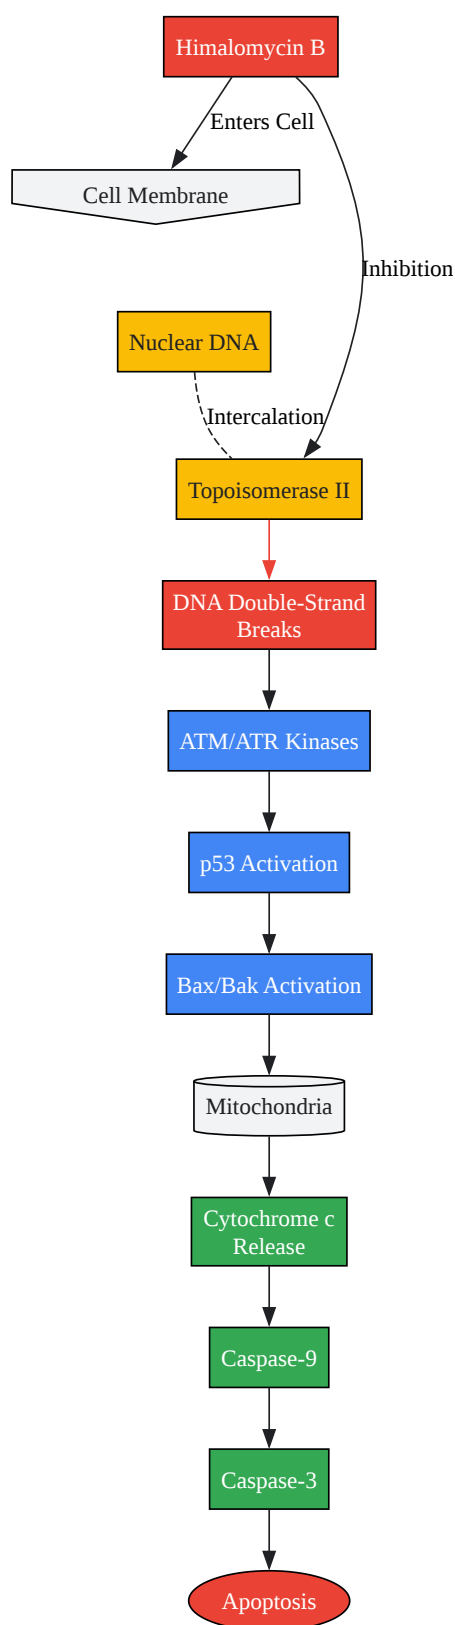 Himalomycin B
Enters Cell
Cell Membrane
Inhibition
Nuclear DNA
Intercalation
Topoisomerase II
DNA Double-Strand
Breaks
ATM/ATR Kinases
p53 Activation
Bax/Bak Activation
Mitochondria
Cytochrome c
Release
Caspase-9
Caspase-3
Apoptosis